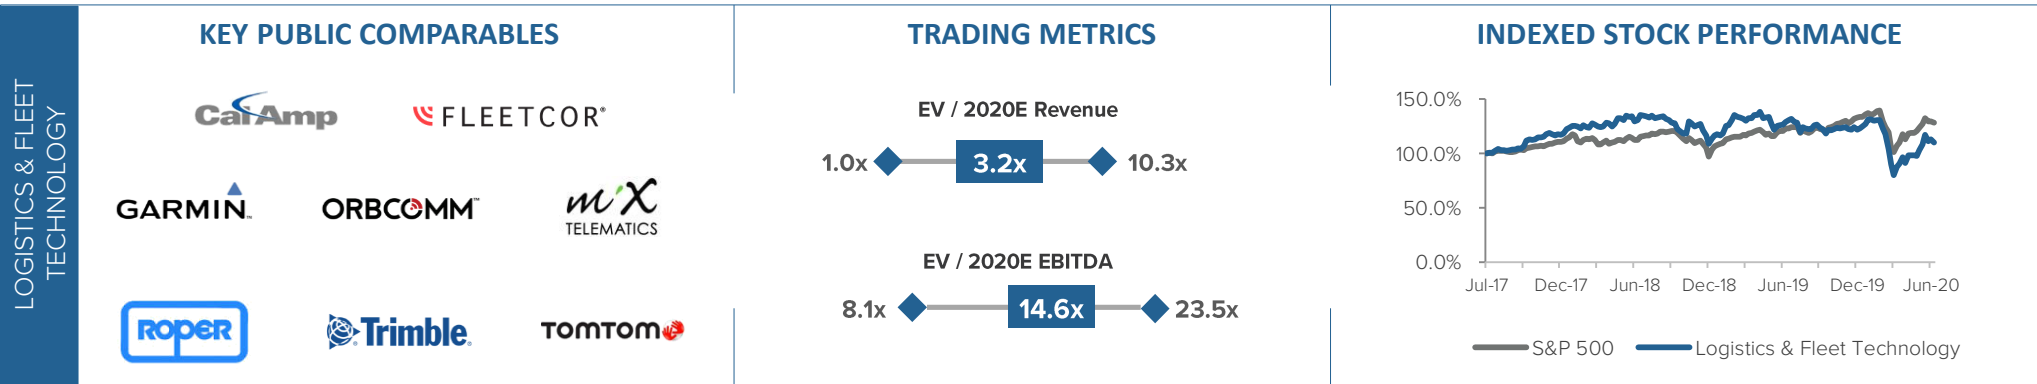 LOGISTICS & FLEET
TECHNOLOGY
KEY PUBLIC COMPARABLES
CalAmp
FLEETCOR®
GARMIN™
ORBCOMM™
miX
TELEMATICS
ROPER
Trimble
TOMTOM
TRADING METRICS
EV / 2020E Revenue
1.0x 3.2x 10.3x
EV / 2020E EBITDA
8.1x 14.6x 23.5x
INDEXED STOCK PERFORMANCE
150.0%
100.0%
50.0%
0.0%
Jul-17 Dec-17 Jun-18 Dec-18 Jun-19 Dec-19 Jun-20
S&P 500 Logistics & Fleet Technology